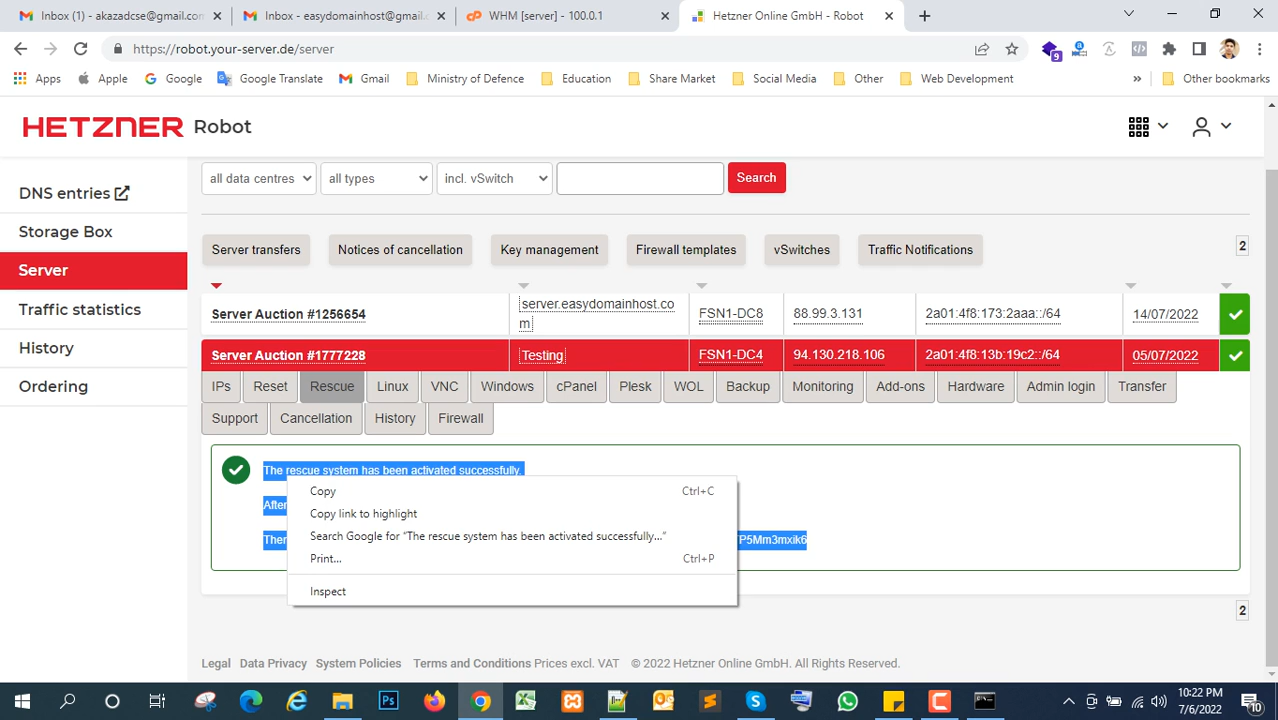 Inbox (1) - akazadcse@gmail.com
Inbox - easydomainhost@gmail.c
WHM [server] - 100.0.1
Hetzner Online GmbH - Robot
https://robot.your-server.de/server
9
Apps
Apple
Google
Google Translate
Gmail
Ministry of Defence
Education
Share Market
Social Media
Other
Web Development
»
Other bookmarks
HETZNER Robot
DNS entries
Storage Box
Server
Traffic statistics
History
Ordering
all data centres
all types
incl. vSwitch
Search
Server transfers
Notices of cancellation
Key management
Firewall templates
vSwitches
Traffic Notifications
2
Server Auction #1256654
server.easydomainhost.co
m
FSN1-DC8
88.99.3.131
2a01:4f8:173:2aaa::/64
14/07/2022
Server Auction #1777228
Testing
FSN1-DC4
94.130.218.106
2a01:4f8:13b:19c2::/64
05/07/2022
IPs
Reset
Rescue
Linux
VNC
Windows
cPanel
Plesk
WOL
Backup
Monitoring
Add-ons
Hardware
Admin login
Transfer
Support
Cancellation
History
Firewall
The rescue system has been activated successfully.
Copy Ctrl+C
Copy link to highlight
Search Google for “The rescue system has been activated successfully...”
Print... Ctrl+P
Inspect
2
Legal
Data Privacy
System Policies
Terms and Conditions
Prices excl. VAT
© 2022 Hetzner Online GmbH. All Rights Reserved.
10:22 PM
7/6/2022
10